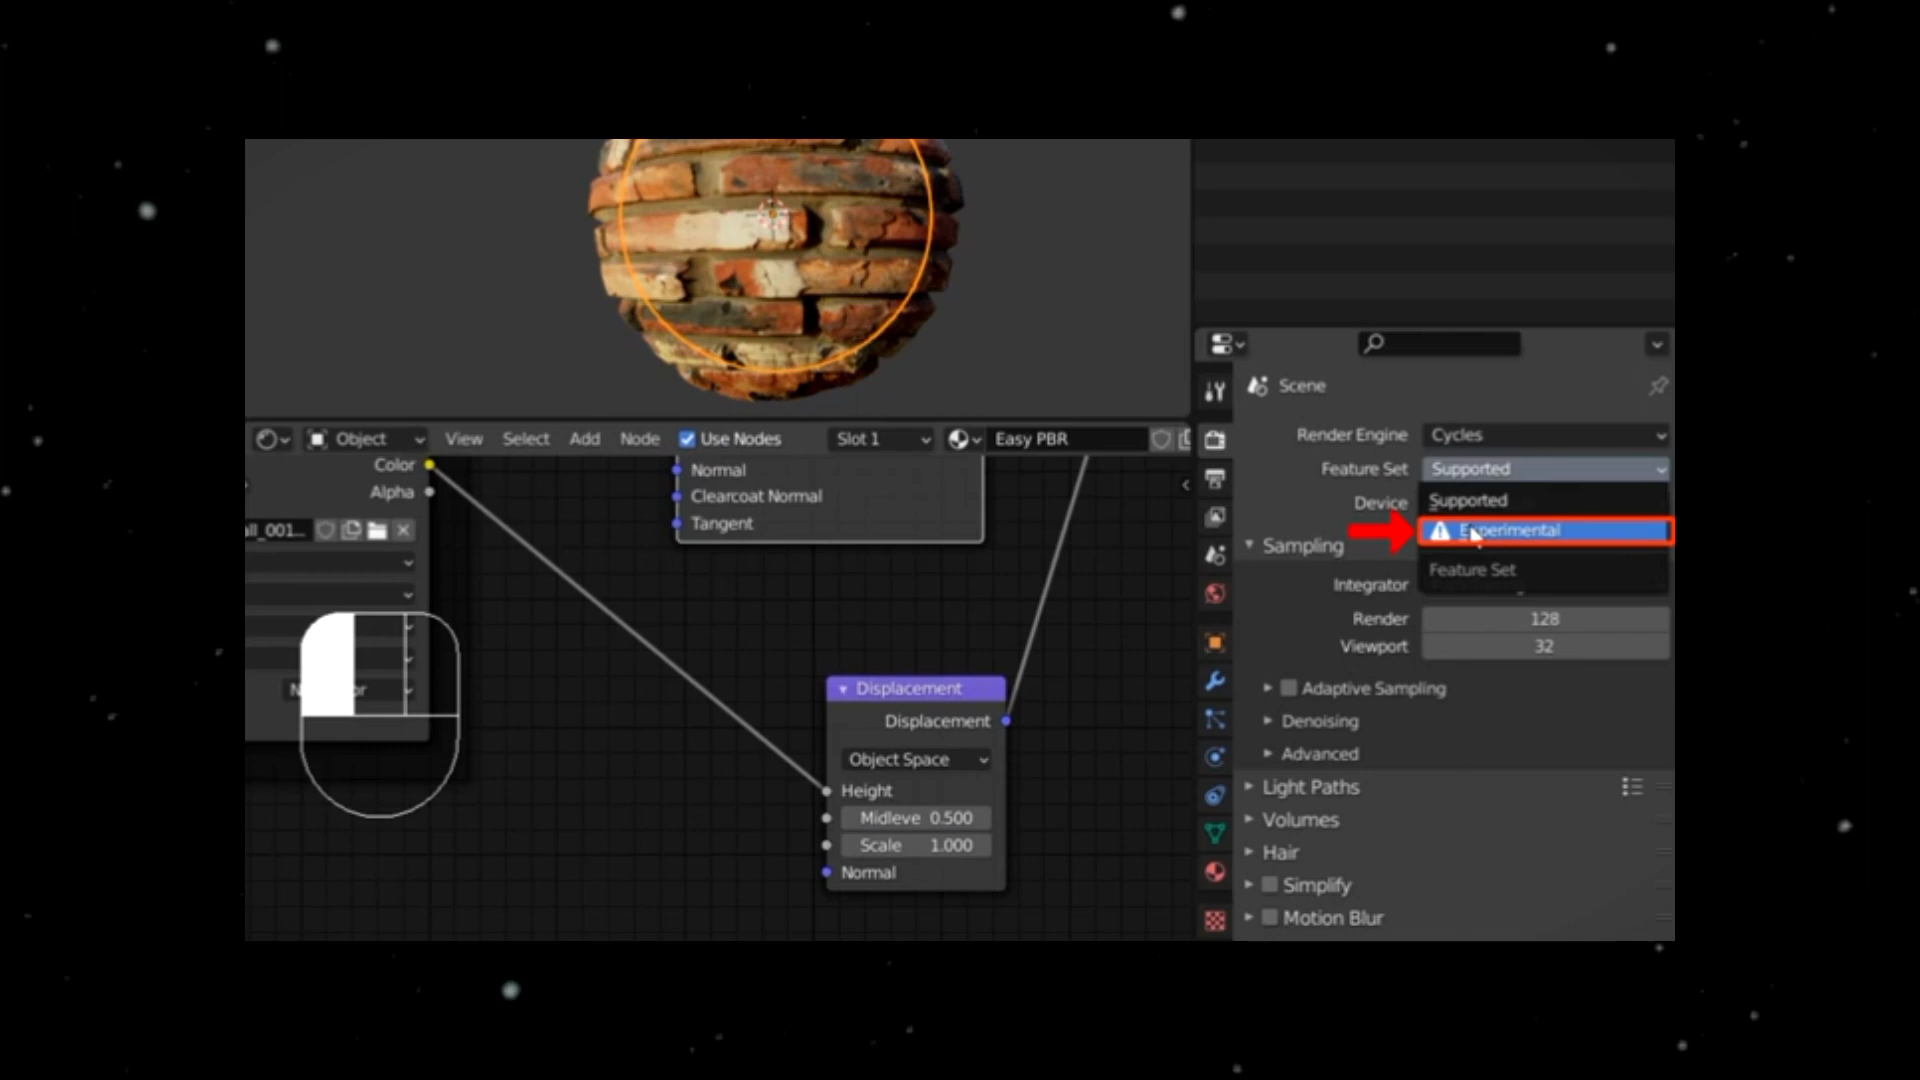 Scene
Render Engine Cycles
Feature Set Supported
Supported
Experimental
Feature Set
Device
Sampling
Integrator
Render 128
Viewport 32
Adaptive Sampling
Denoising
Advanced
Light Paths
Volumes
Hair
Simplify
Motion Blur
Object View Select Add Node Use Nodes Slot 1 Easy PBR
Color
Alpha
all_001...
Normal
Clearcoat Normal
Tangent
Displacement
Displacement
Object Space
Height
Midleve 0.500
Scale 1.000
Normal